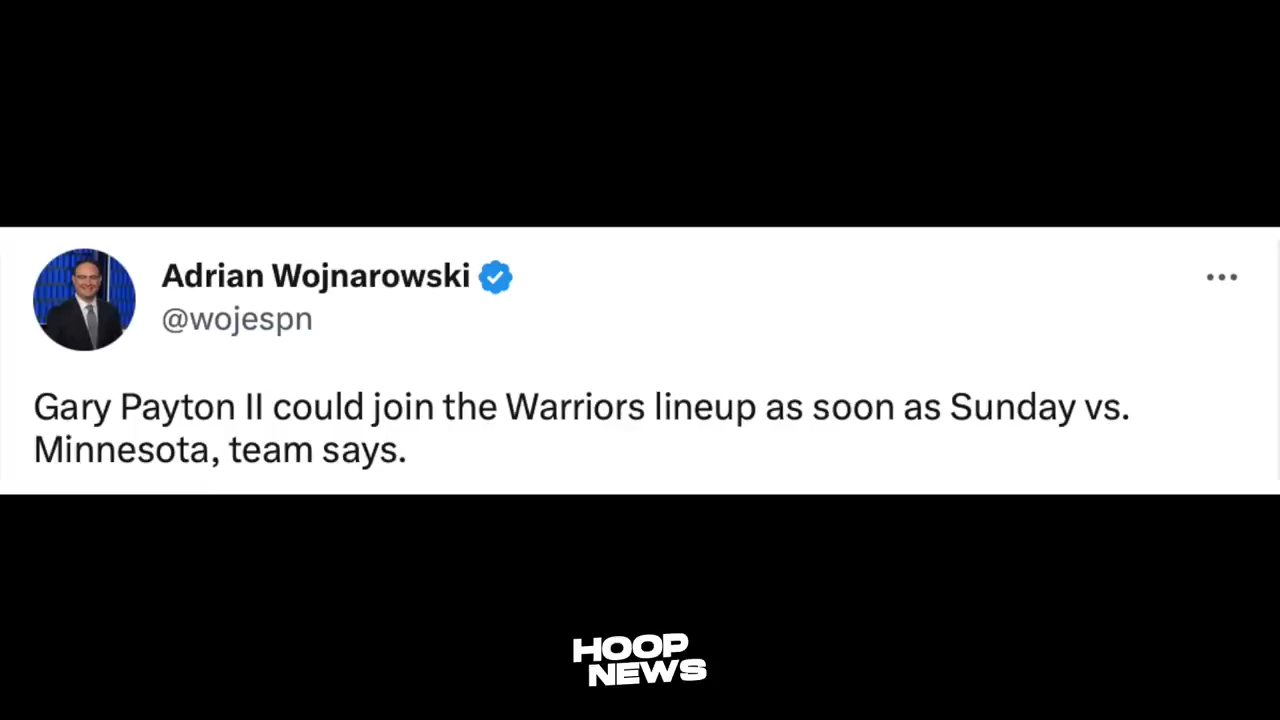 Adrian Wojnarowski
@wojespn
Gary Payton II could join the Warriors lineup as soon as Sunday vs.
Minnesota, team says.
HOOP
NEWS